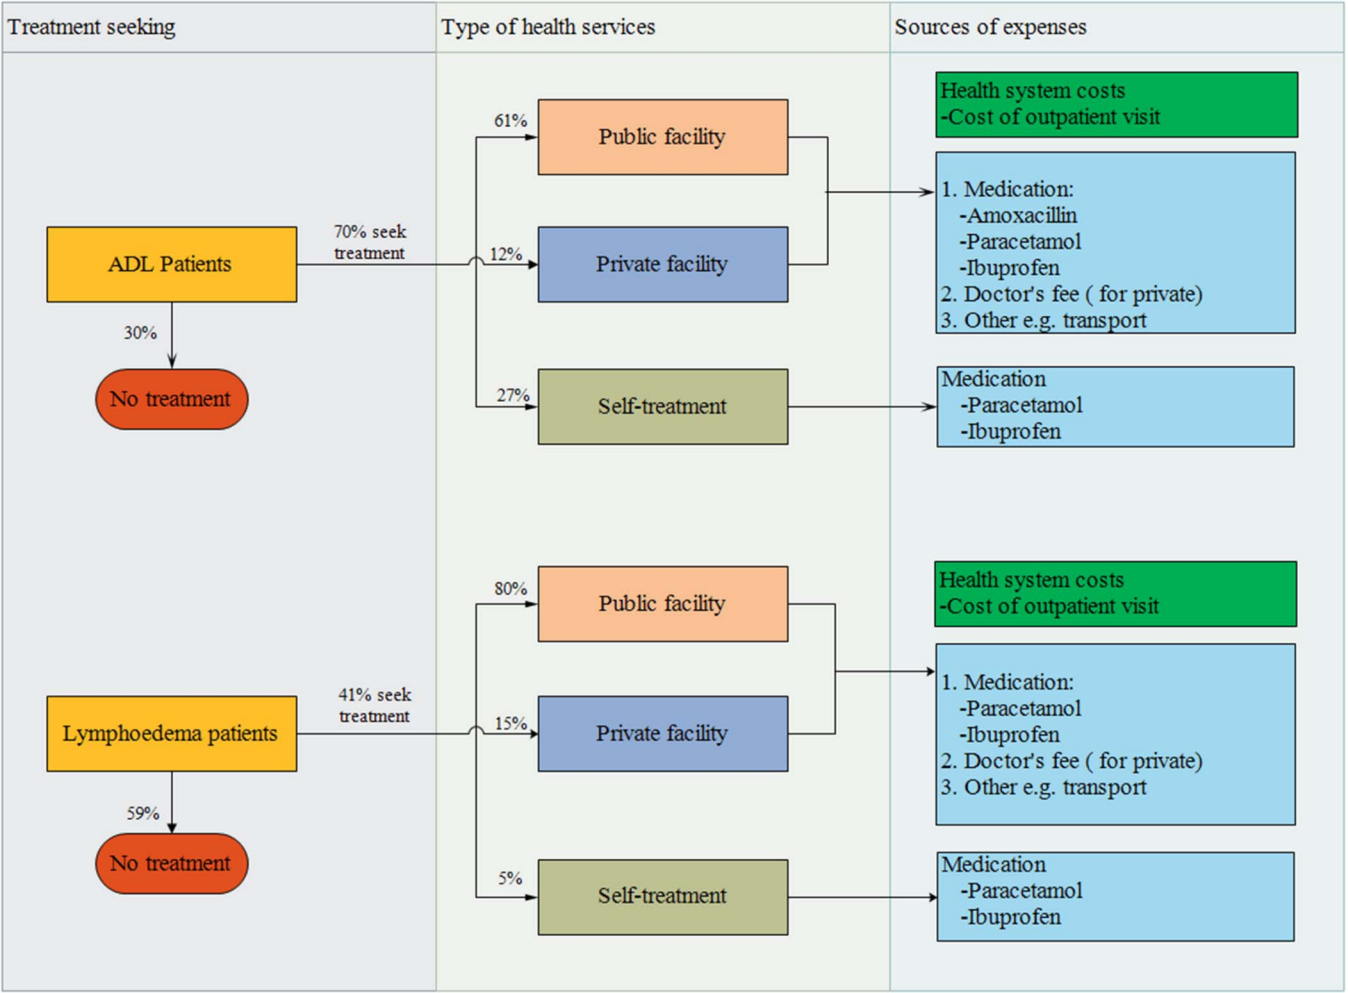 Treatment seeking
Type of health services
Sources of expenses
ADL Patients
70% seek
treatment
30%
No treatment
61%
Public facility
12%
Private facility
27%
Self-treatment
Health system costs
-Cost of outpatient visit
1. Medication:
-Amoxacillin
-Paracetamol
-Ibuprofen
2. Doctor's fee ( for private)
3. Other e.g. transport
Medication
-Paracetamol
-Ibuprofen
Lymphoedema patients
41% seek
treatment
59%
No treatment
80%
Public facility
15%
Private facility
5%
Self-treatment
Health system costs
-Cost of outpatient visit
1. Medication:
-Paracetamol
-Ibuprofen
2. Doctor's fee ( for private)
3. Other e.g. transport
Medication
-Paracetamol
-Ibuprofen